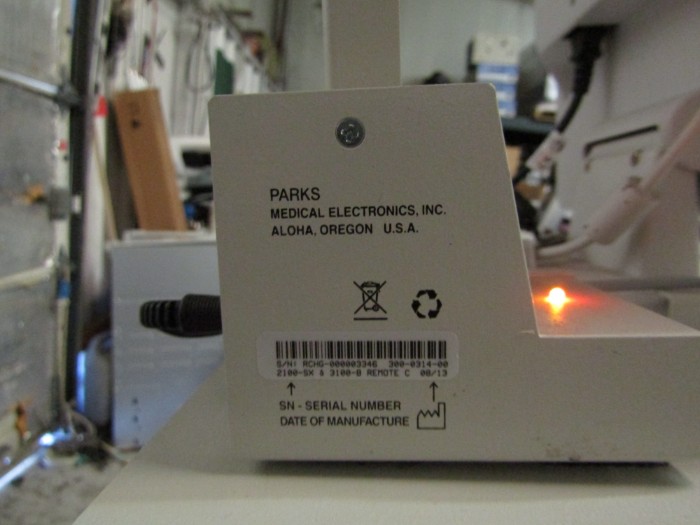 PARKS
MEDICAL ELECTRONICS, INC.
ALOHA, OREGON U.S.A.
S/N: RCHG-000003346 300-0314-00
2100-SX & 3100-B REMOTE C 08/13
SN - SERIAL NUMBER
DATE OF MANUFACTURE